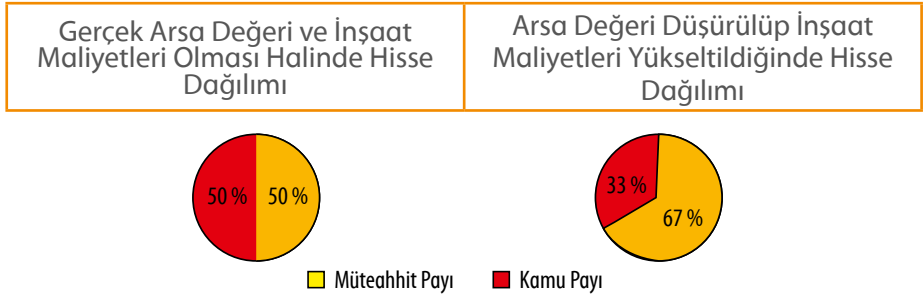 Gerçek Arsa Değeri ve İnşaat
Maliyetleri Olması Halinde Hisse
Dağılımı
Arsa Değeri Düşürülüp İnşaat
Maliyetleri Yükseltildiğinde Hisse
Dağılımı
50 %
50 %
33 %
67 %
Müteahhit Payı
Kamu Payı